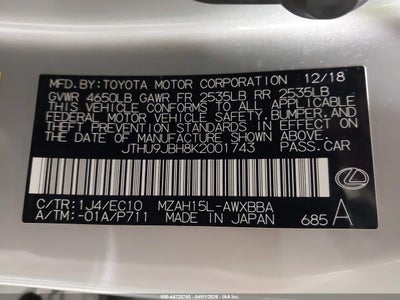 MFD.BY: TOYOTA MOTOR CORPORATION 12/18
GVWR 4650LB GAWR FR 2535LB RR 2535LB
THIS VEHICLE CONFORMS TO ALL APPLICABLE
FEDERAL MOTOR VEHICLE SAFETY, BUMPER, AND
THEFT PREVENTION STANDARDS IN EFFECT ON
THE DATE OF MANUFACTURE SHOWN ABOVE.
JTHU9JBH8K2001743 PASS.CAR
C/TR: 1J4/EC10 MZAH15L-AWXBBA
A/TM: -01A/P711 MADE IN JAPAN 685 A